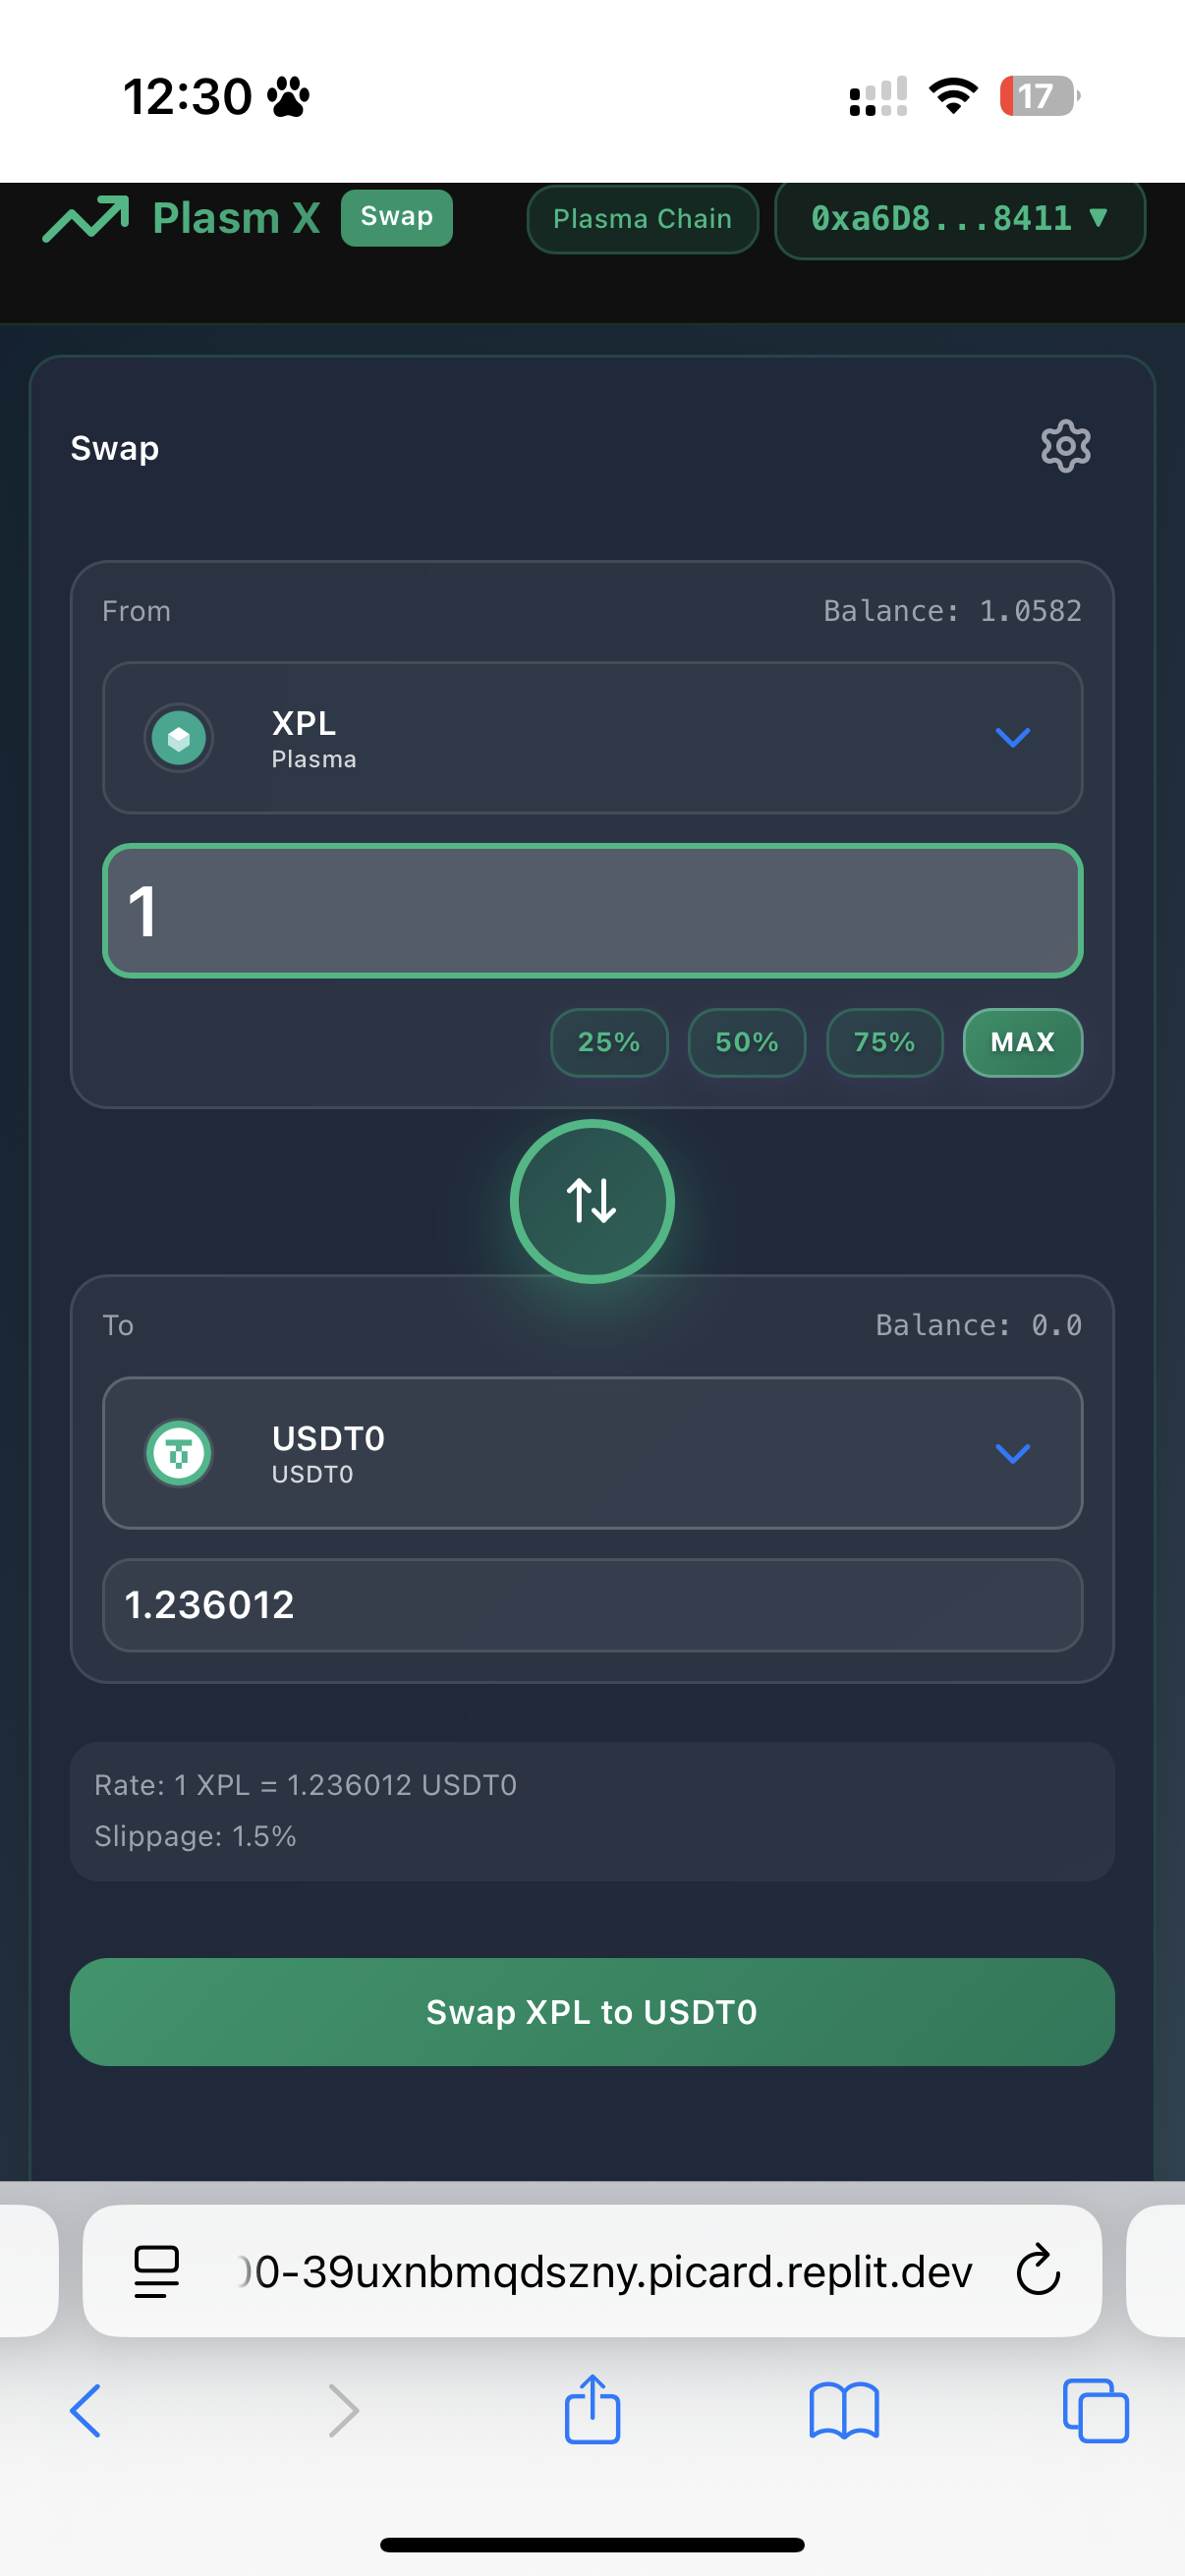 12:30
17
Plasm X
Swap
Plasma Chain
0xa6D8...8411 ▼
Swap
From
Balance: 1.0582
XPL
Plasma
1
25%
50%
75%
MAX
To
Balance: 0.0
USDT0
USDT0
1.236012
Rate: 1 XPL = 1.236012 USDT0
Slippage: 1.5%
Swap XPL to USDT0
0-39uxnbmqdszny.picard.replit.dev